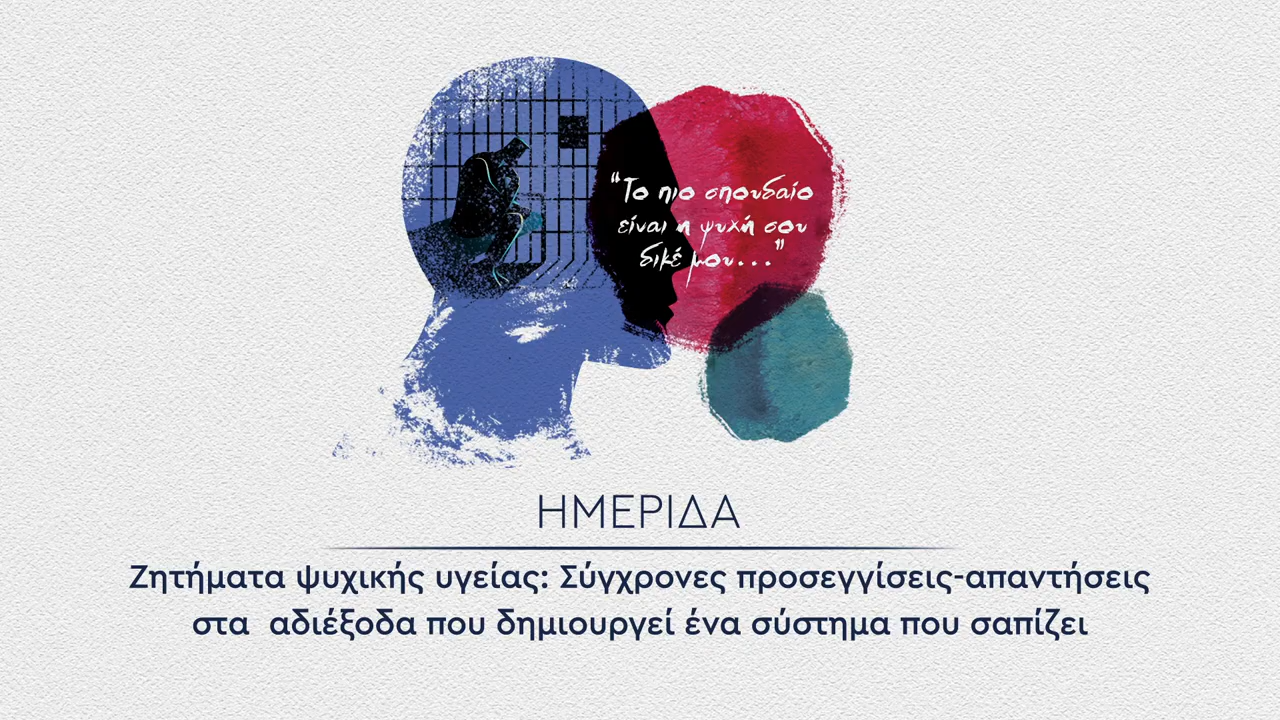 "Το πιο σπουδαίο
είναι η ψυχή σου
δικέ μου..."
ΗΜΕΡΙΔΑ
Ζητήματα ψυχικής υγείας: Σύγχρονες προσεγγίσεις-απαντήσεις
στα αδιέξοδα που δημιουργεί ένα σύστημα που σαπίζει